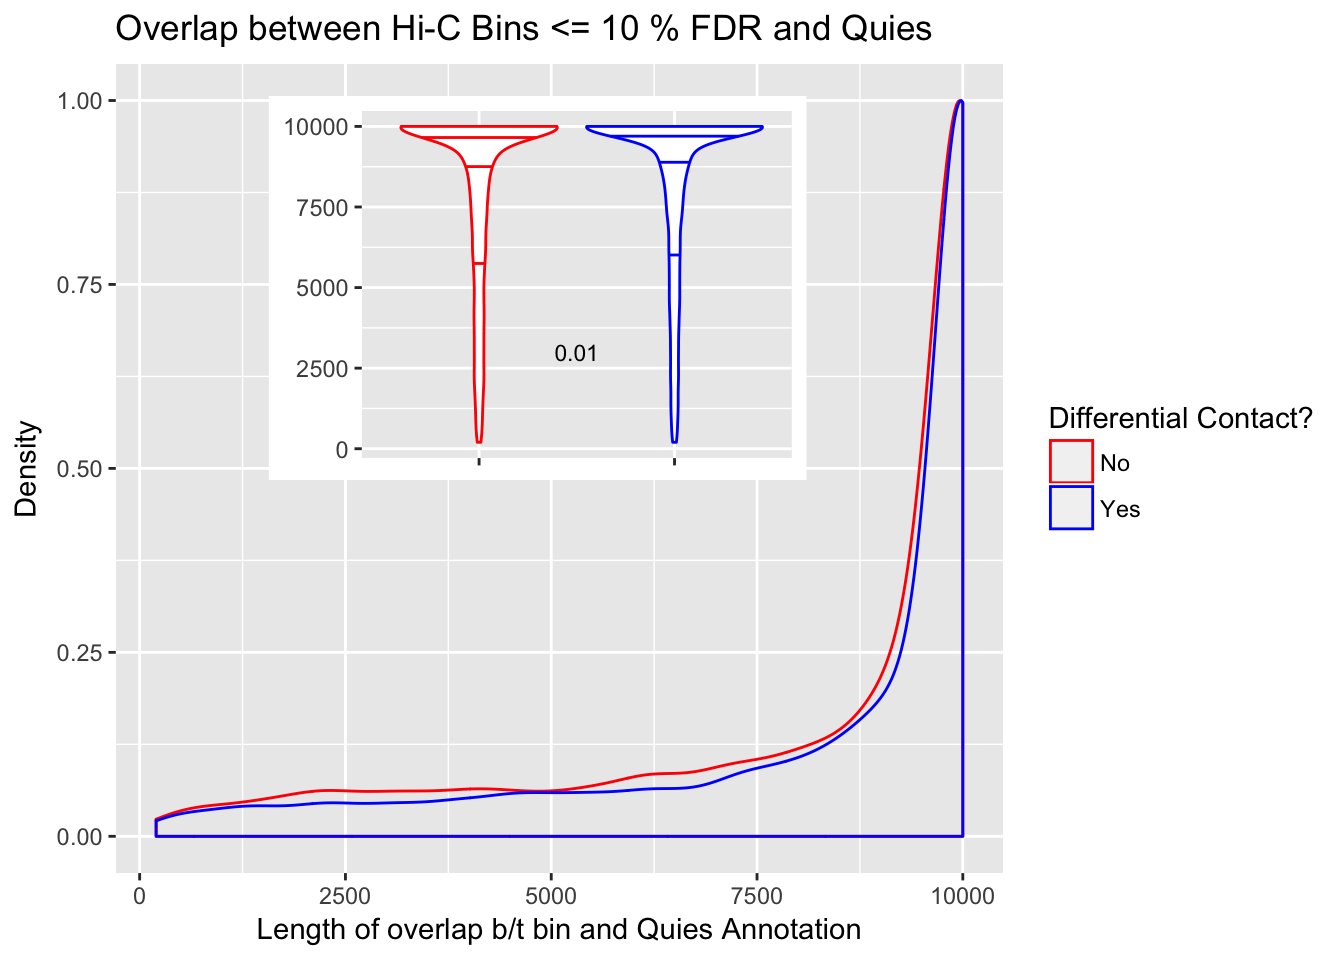 Overlap between Hi-C Bins <= 10 % FDR and Quies
1.00
0.75
0.50
0.25
0.00
Density
10000
7500
5000
2500
0
0.01
0 2500 5000 7500 10000
Length of overlap b/t bin and Quies Annotation
Differential Contact?
No
Yes